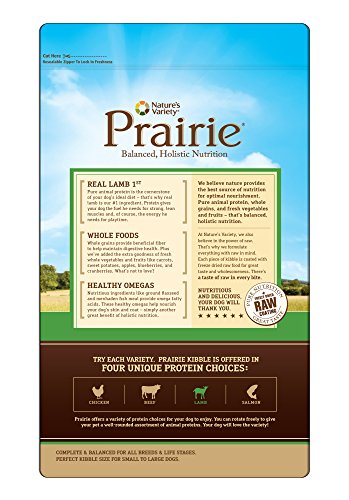 Cut Here
Resealable Zipper To Lock in Freshness
Nature's
Variety®
Prairie®
Balanced, Holistic Nutrition
REAL LAMB 1ST
Pure animal protein is the cornerstone
of your dog's ideal diet – that's why real
lamb is our #1 ingredient. Protein gives
your dog the fuel he needs for strong, lean
muscles and, of course, the energy he
needs for playtime.
WHOLE FOODS
Whole grains provide beneficial fiber
to help maintain digestive health. Plus
we've added the extra goodness of fresh
whole vegetables and fruits like carrots,
sweet potatoes, apples, blueberries, and
cranberries. What's not to love!
HEALTHY OMEGAS
Nutritious ingredients like ground flaxseed
and menhaden fish meal provide omega fatty
acids. These healthy omegas help nourish
your dog's skin and coat – simply another
great benefit of holistic nutrition.
We believe nature provides
the best source of nutrition
for optimal nourishment.
Pure animal protein, whole
grains, and fresh vegetables
and fruits – that's balanced,
holistic nutrition.
At Nature's Variety, we also
believe in the power of raw.
That's why we formulate
everything with raw in mind.
Each piece of kibble is coated with
freeze dried raw food for great
taste and wholesomeness. There's
a taste of raw in every bite.
NUTRITIOUS
AND DELICIOUS,
YOUR DOG WILL
THANK YOU.
PURE NUTRITION
RAW
COATING
GREAT TASTE
TRY EACH VARIETY. PRAIRIE KIBBLE IS OFFERED IN
FOUR UNIQUE PROTEIN CHOICES:
CHICKEN
BEEF
LAMB
SALMON
Prairie offers a variety of protein choices for your dog to enjoy. You can rotate freely to give
your pet a well-rounded assortment of animal proteins. Your dog will love the variety!
COMPLETE & BALANCED FOR ALL BREEDS & LIFE STAGES.
PERFECT KIBBLE SIZE FOR SMALL TO LARGE DOGS.